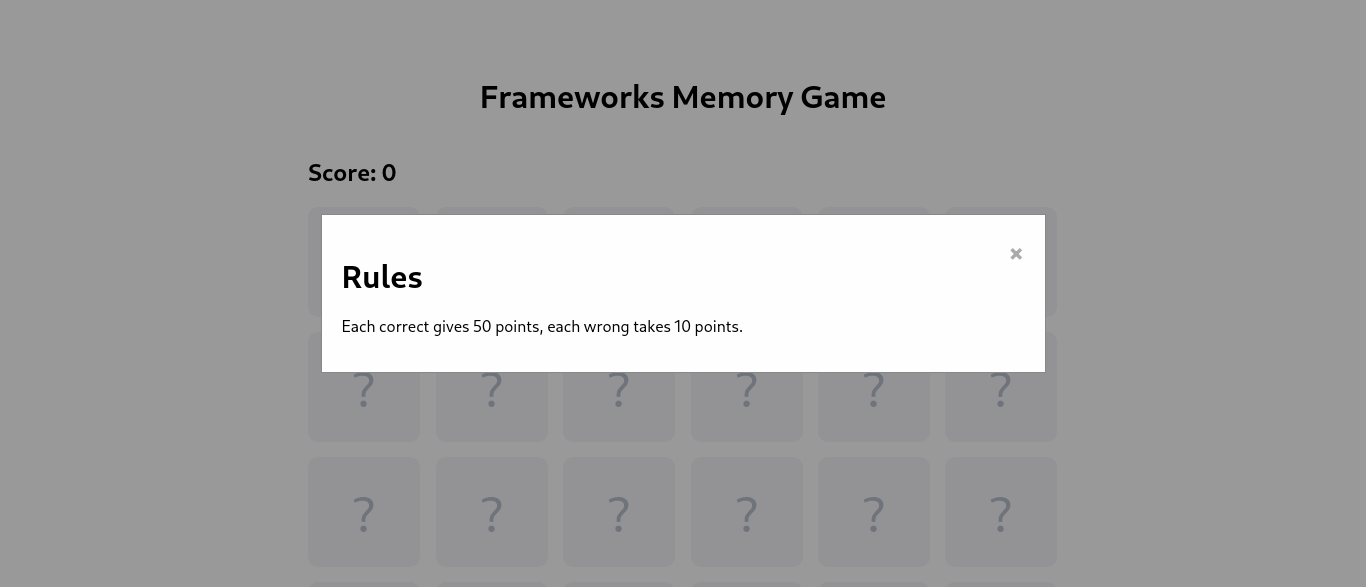 Frameworks Memory Game
Score: 0
×
Rules
Each correct gives 50 points, each wrong takes 10 points.
? ? ? ? ? ?
? ? ? ? ? ?